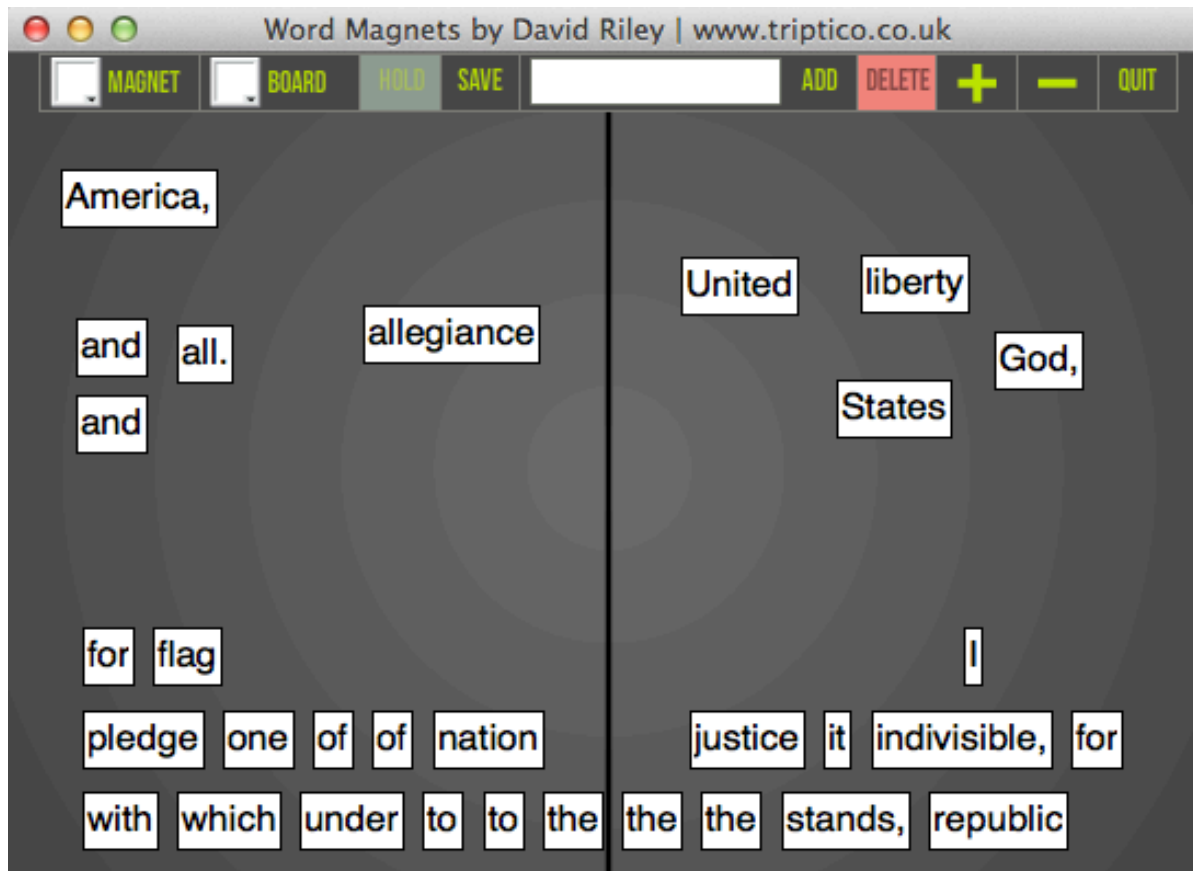 Word Magnets by David Riley | www.triptico.co.uk
MAGNET BOARD HOLD SAVE ADD DELETE + − QUIT
America,
United liberty
and all. allegiance God,
and States
for flag I
pledge one of of nation justice it indivisible, for
with which under to to the the the stands, republic